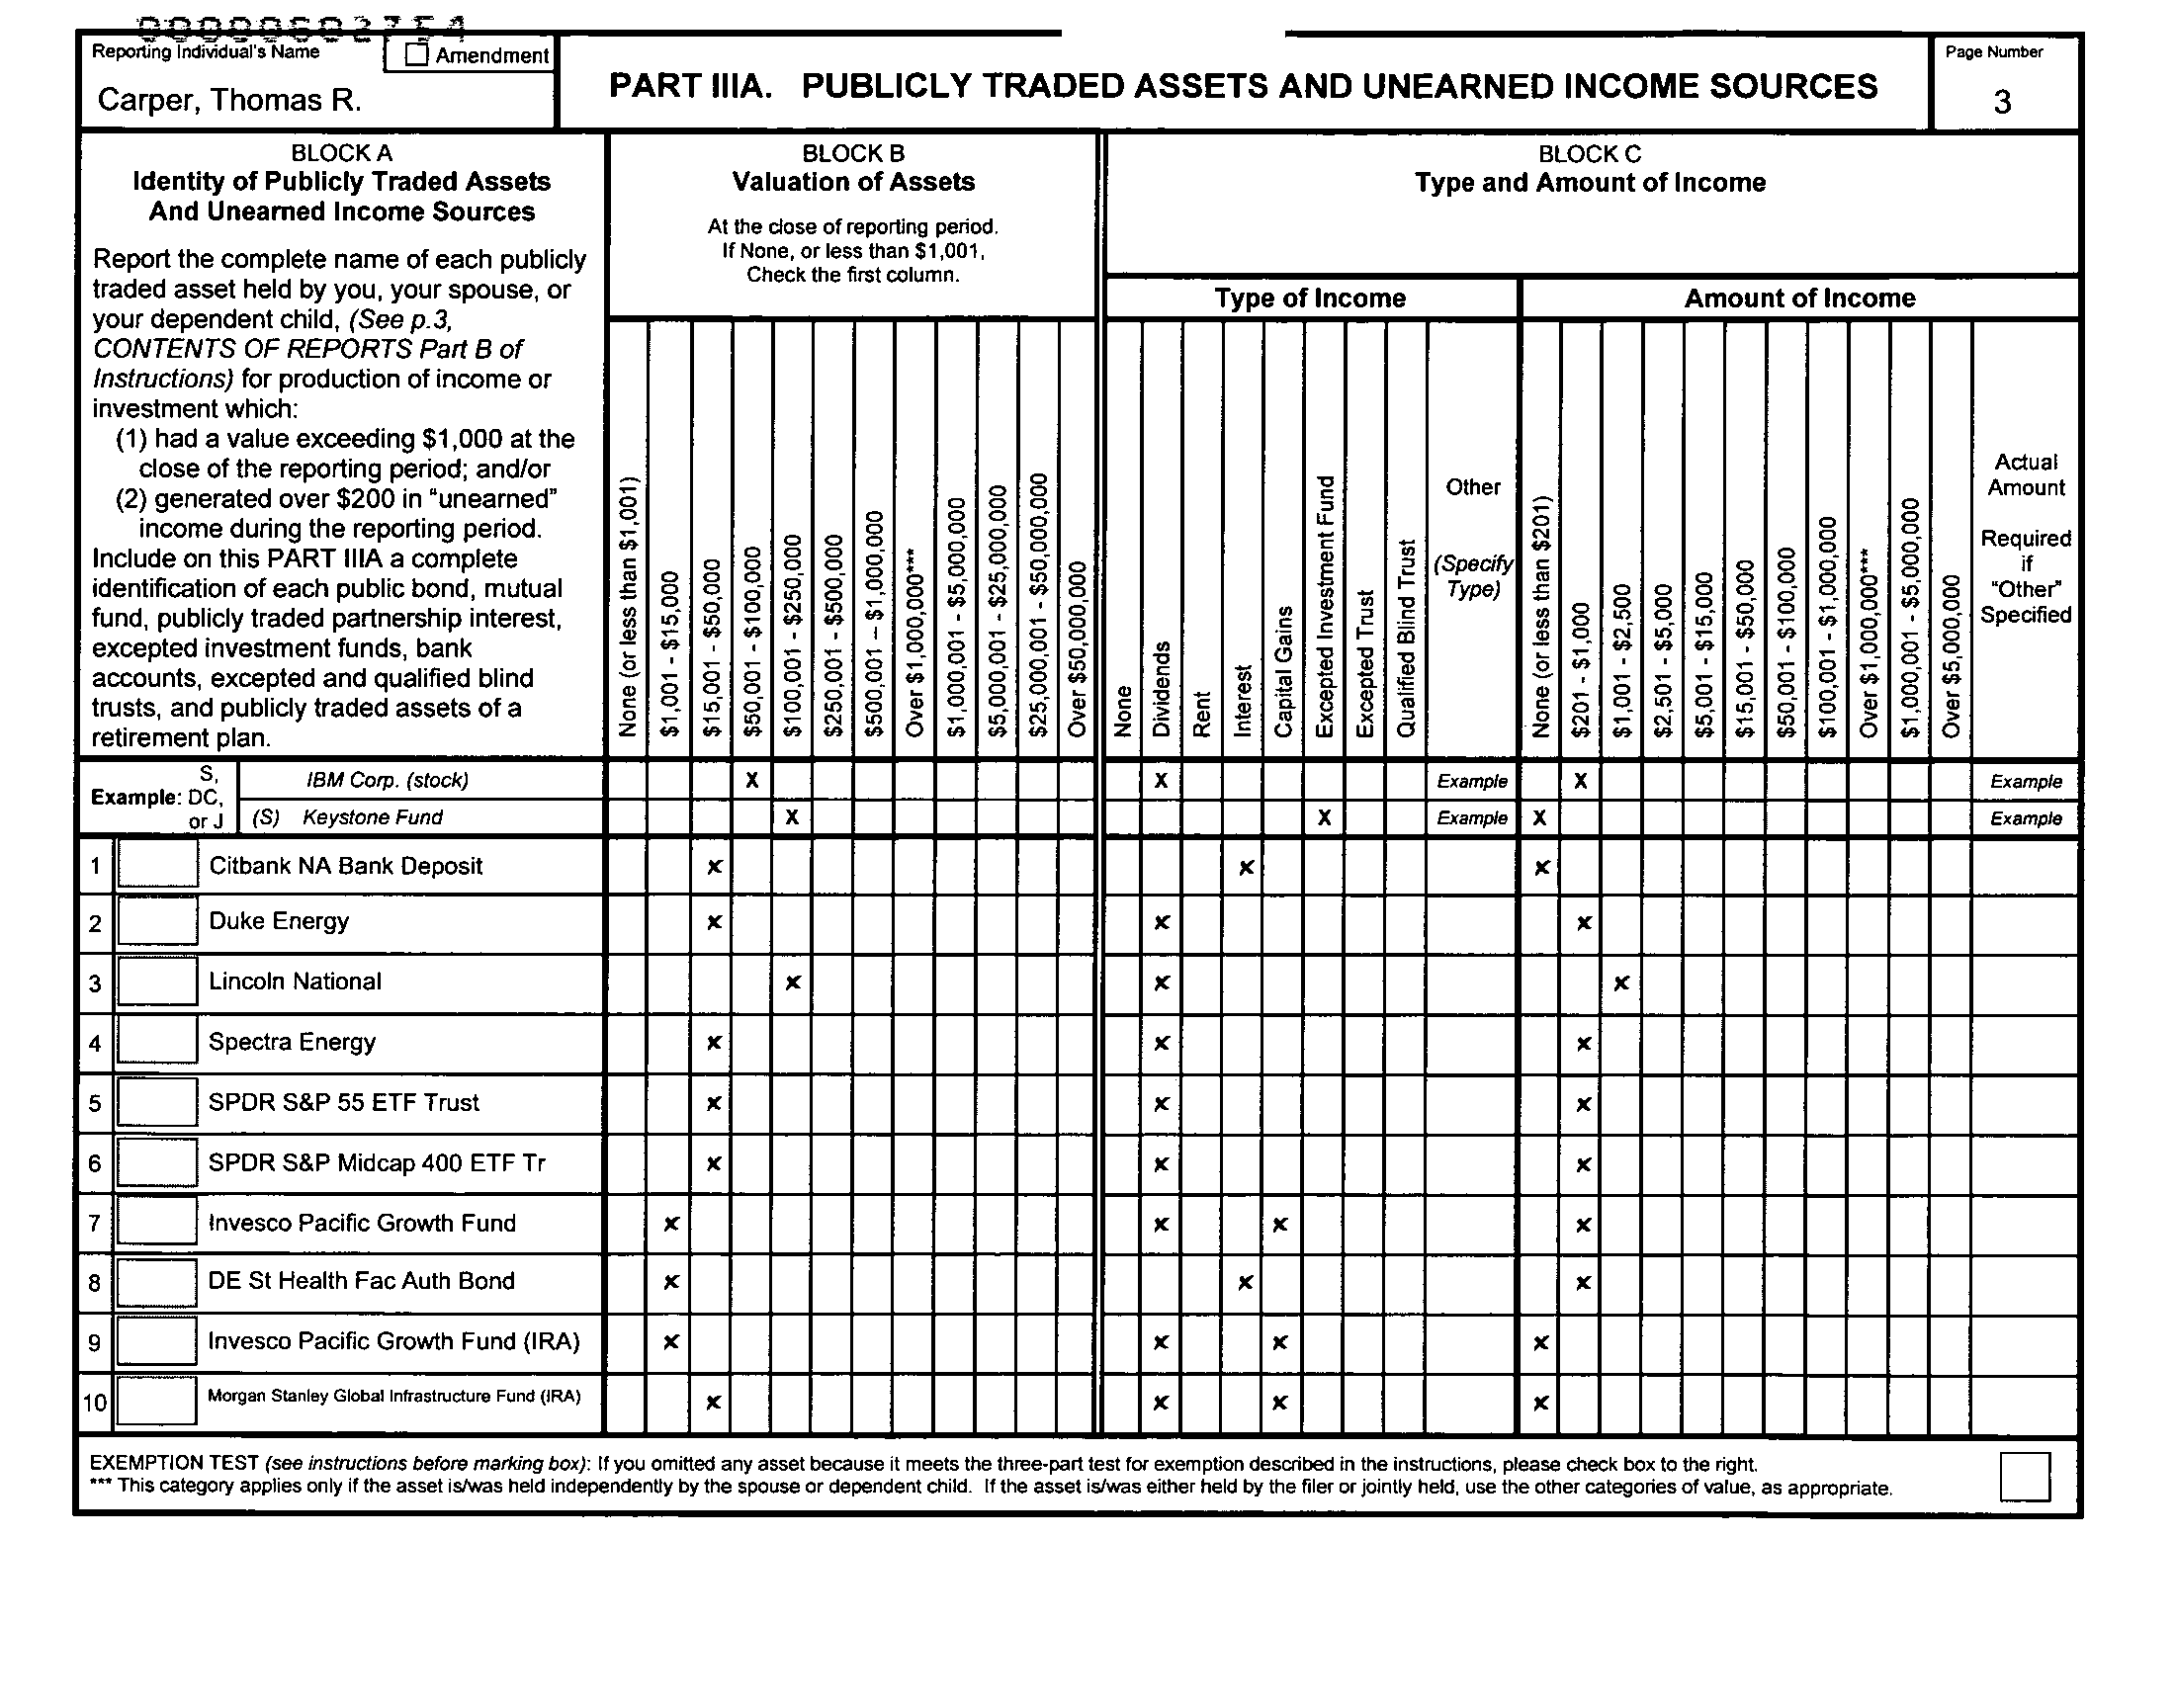 Reporting Individual's Name
☐ Amendment
Carper, Thomas R.
PART IIIA. PUBLICLY TRADED ASSETS AND UNEARNED INCOME SOURCES
Page Number
3
BLOCK A
Identity of Publicly Traded Assets
And Unearned Income Sources
Report the complete name of each publicly
traded asset held by you, your spouse, or
your dependent child, (See p.3,
CONTENTS OF REPORTS Part B of
Instructions) for production of income or
investment which:
(1) had a value exceeding $1,000 at the
close of the reporting period; and/or
(2) generated over $200 in "unearned"
income during the reporting period.
Include on this PART IIIA a complete
identification of each public bond, mutual
fund, publicly traded partnership interest,
excepted investment funds, bank
accounts, excepted and qualified blind
trusts, and publicly traded assets of a
retirement plan.
BLOCK B
Valuation of Assets
At the close of reporting period.
If None, or less than $1,001,
Check the first column.
None (or less than $1,001)
$1,001 - $15,000
$15,001 - $50,000
$50,001 - $100,000
$100,001 - $250,000
$250,001 - $500,000
$500,001 – $1,000,000
Over $1,000,000***
$1,000,001 - $5,000,000
$5,000,001 - $25,000,000
$25,000,001 - $50,000,000
Over $50,000,000
BLOCK C
Type and Amount of Income
Type of Income
None
Dividends
Rent
Interest
Capital Gains
Excepted Investment Fund
Excepted Trust
Qualified Blind Trust
Other
(Specify
Type)
Amount of Income
None (or less than $201)
$201 - $1,000
$1,001 - $2,500
$2,501 - $5,000
$5,001 - $15,000
$15,001 - $50,000
$50,001 - $100,000
$100,001 - $1,000,000
Over $1,000,000***
$1,000,001 - $5,000,000
Over $5,000,000
Actual
Amount
Required
if
"Other"
Specified
Example: S, DC, or J
IBM Corp. (stock) X X Example X Example
(S) Keystone Fund X X Example X Example
1 Citbank NA Bank Deposit x x x
2 Duke Energy x x x
3 Lincoln National x x x
4 Spectra Energy x x x
5 SPDR S&P 55 ETF Trust x x x
6 SPDR S&P Midcap 400 ETF Tr x x x
7 Invesco Pacific Growth Fund x x x x
8 DE St Health Fac Auth Bond x x x
9 Invesco Pacific Growth Fund (IRA) x x x x
10 Morgan Stanley Global Infrastructure Fund (IRA) x x x x
EXEMPTION TEST (see instructions before marking box): If you omitted any asset because it meets the three-part test for exemption described in the instructions, please check box to the right.
*** This category applies only if the asset is/was held independently by the spouse or dependent child. If the asset is/was either held by the filer or jointly held, use the other categories of value, as appropriate.